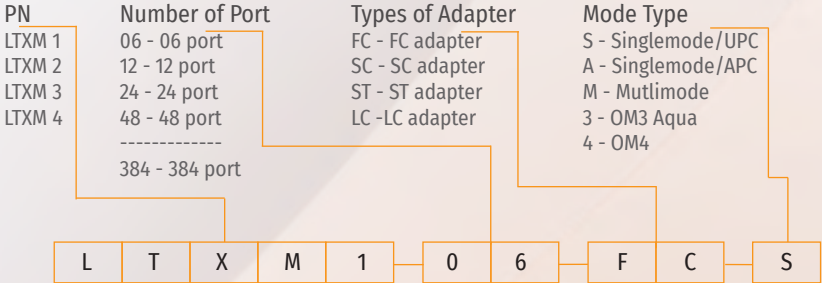 PN
LTXM 1
LTXM 2
LTXM 3
LTXM 4
Number of Port
06 - 06 port
12 - 12 port
24 - 24 port
48 - 48 port
-------------
384 - 384 port
Types of Adapter
FC - FC adapter
SC - SC adapter
ST - ST adapter
LC -LC adapter
Mode Type
S - Singlemode/UPC
A - Singlemode/APC
M - Mutlimode
3 - OM3 Aqua
4 - OM4
L T X M 1 - 0 6 - F C - S